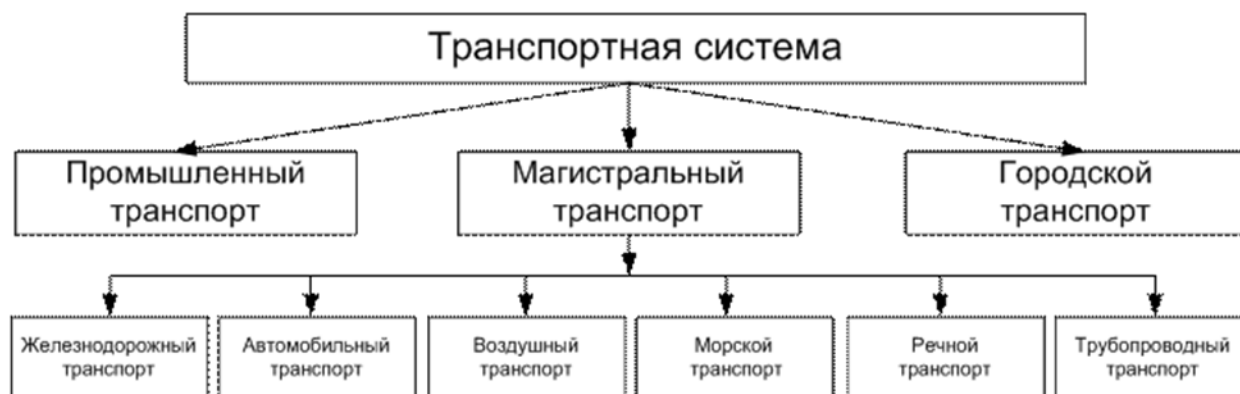 Транспортная система
Промышленный
транспорт
Магистральный
транспорт
Городской
транспорт
Железнодорожный
транспорт
Автомобильный
транспорт
Воздушный
транспорт
Морской
транспорт
Речной
транспорт
Трубопроводный
транспорт